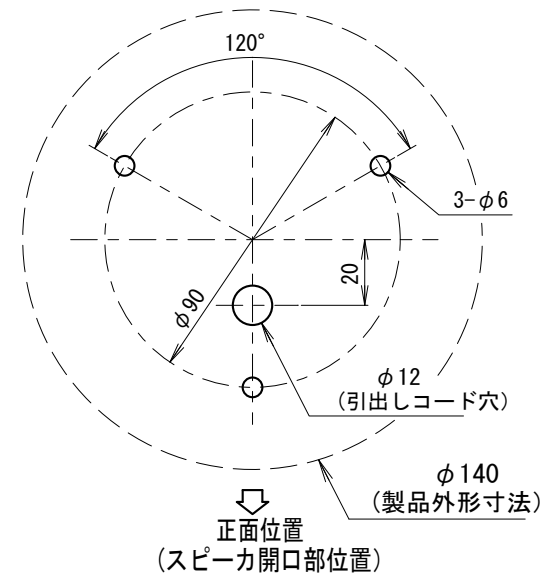 120°
3-φ6
20
φ90
φ12
(引出しコード穴)
φ140
(製品外形寸法)
正面位置
(スピーカ開口部位置)